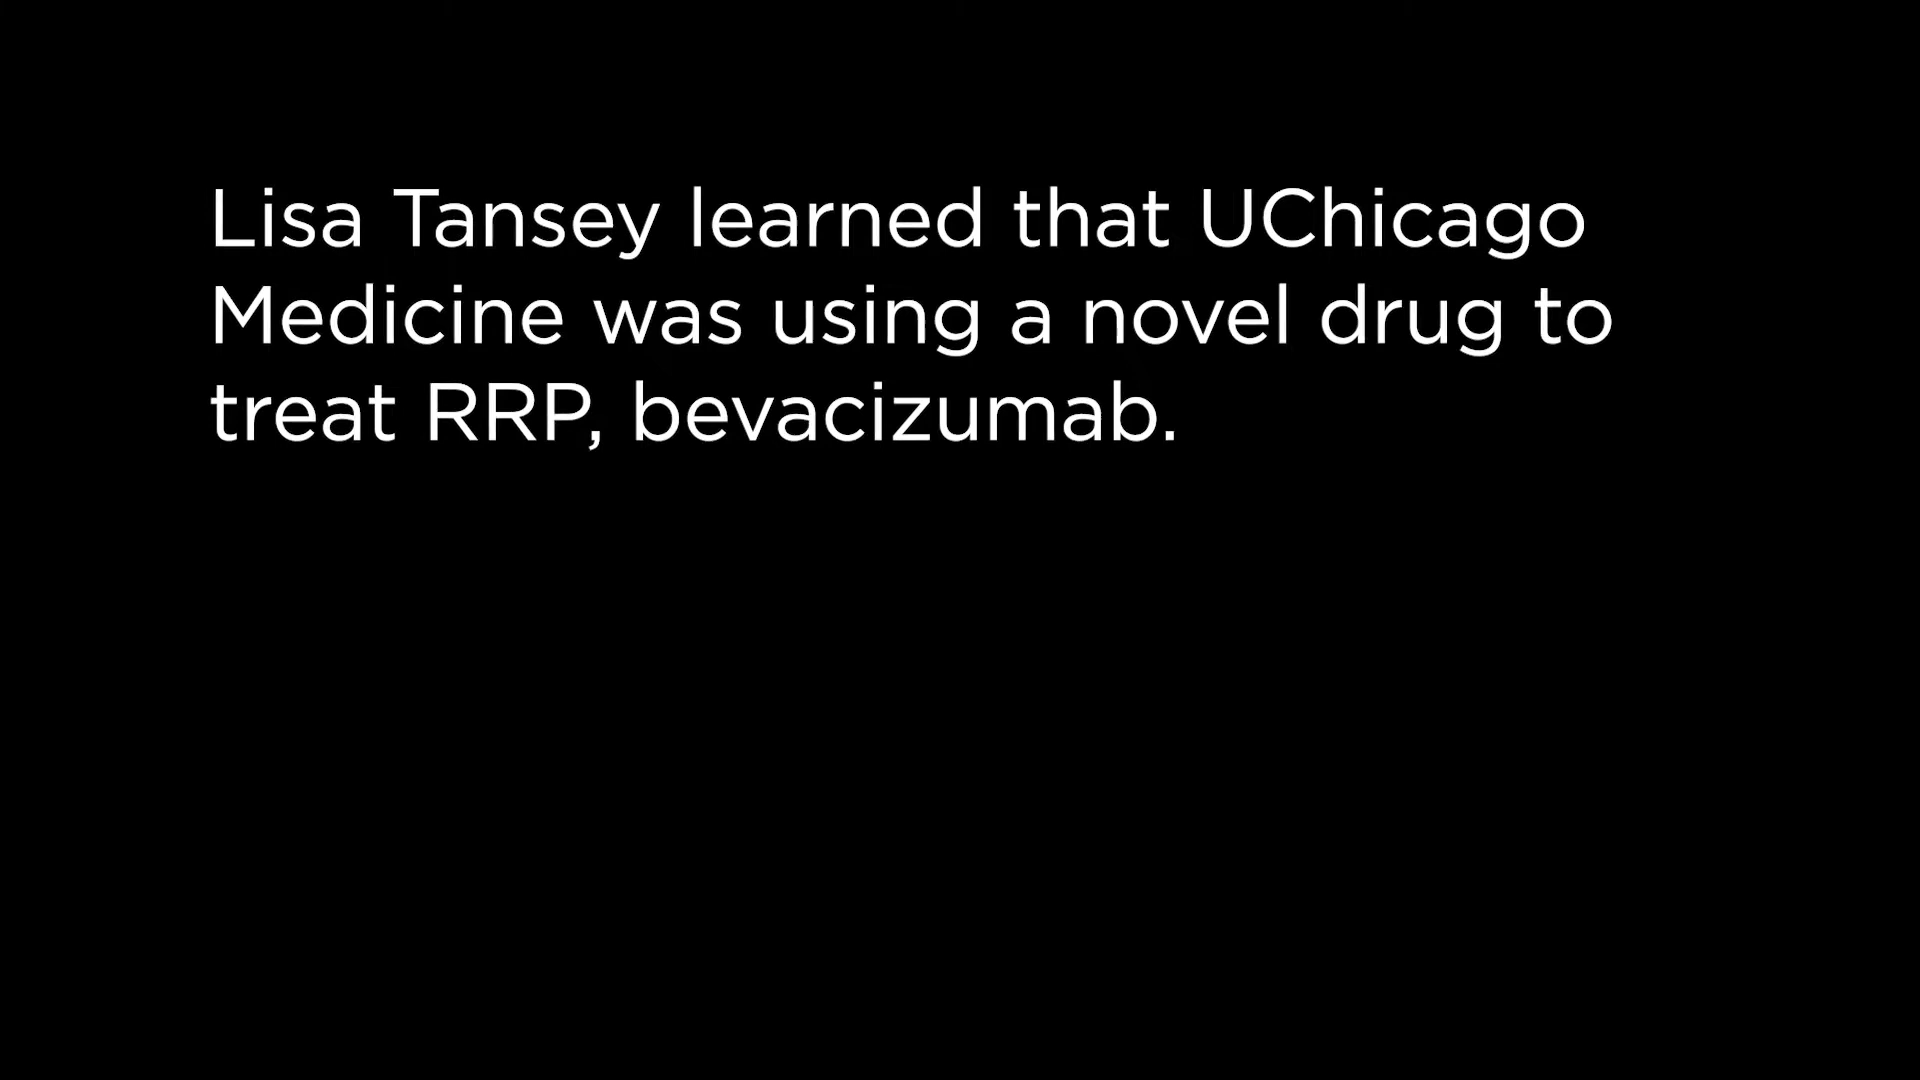 Lisa Tansey learned that UChicago
Medicine was using a novel drug to
treat RRP, bevacizumab.